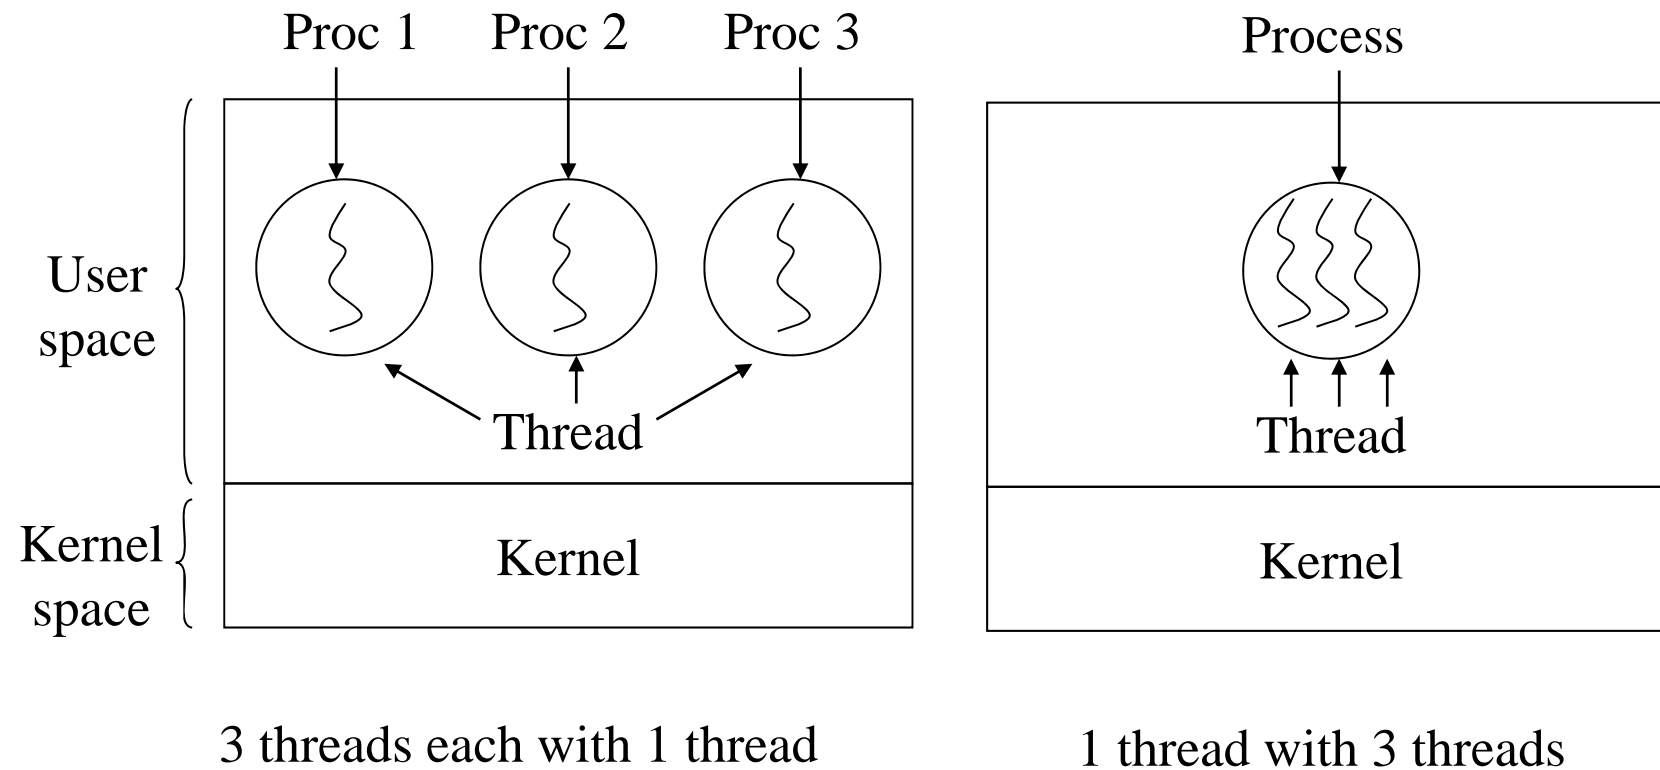 Proc 1
Proc 2
Proc 3
User
space
Thread
Kernel
space
Kernel
3 threads each with 1 thread
Process
Thread
Kernel
1 thread with 3 threads